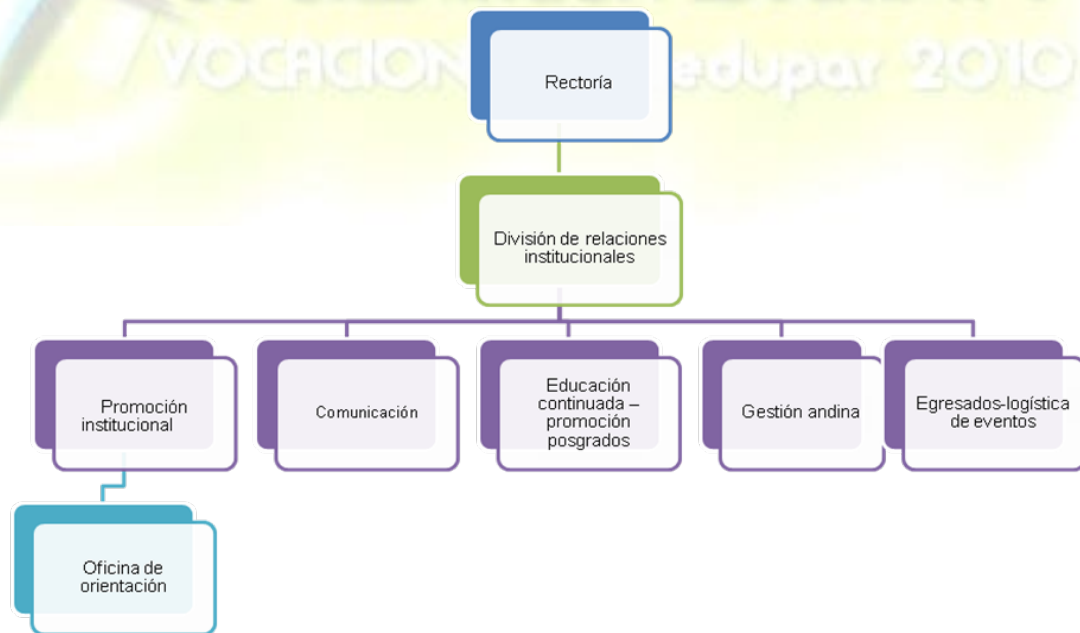 VOCACION edupar 2010
Rectoría
División de relaciones
institucionales
Promoción
institucional
Comunicación
Educación
continuada –
promoción
posgrados
Gestión andina
Egresados-logística
de eventos
Oficina de
orientación